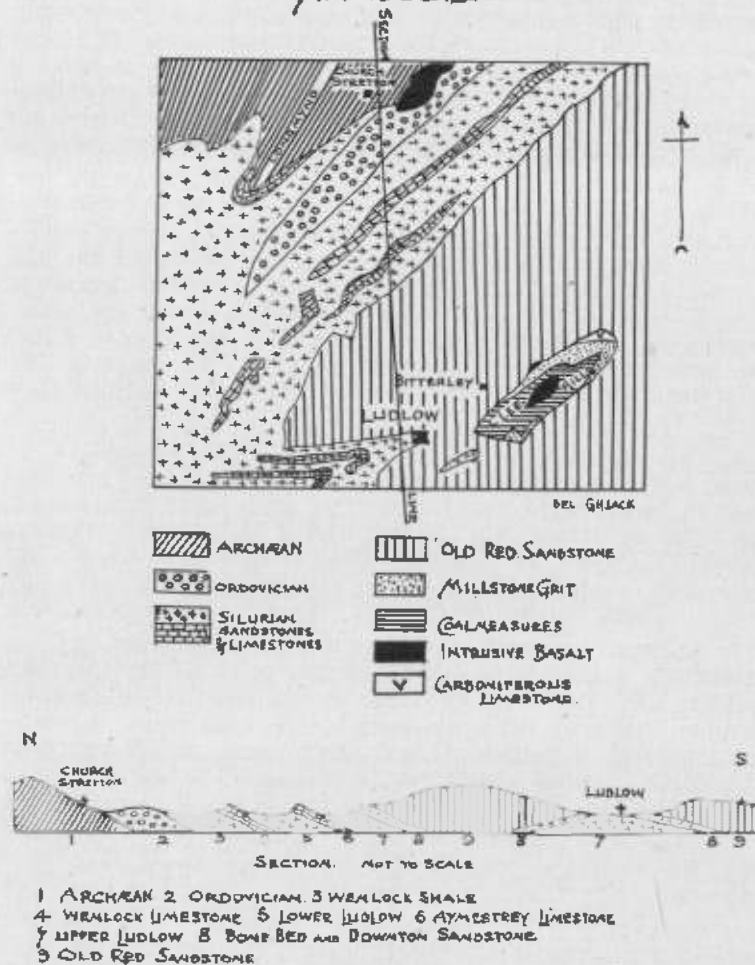 SECTION
CHURCH
STRETTON
LONGMYND
BITTERLEY
LUDLOW
LINE
DEL GHJACK
ARCHÆAN
ORDOVICIAN
SILURIAN
SANDSTONES
& LIMESTONES
OLD RED SANDSTONE
MILLSTONE GRIT
COALMEASURES
INTRUSIVE BASALT
CARBONIFEROUS
LIMESTONE.
N
S
CHURCH
STRETTON
LUDLOW
1 2 3 4 5 6 7 8 9 8 7 8 9
SECTION. NOT TO SCALE
1 ARCHÆAN 2 ORDOVICIAN. 3 WENLOCK SHALE
4 WENLOCK LIMESTONE 5 LOWER LUDLOW 6 AYMESTREY LIMESTONE
7 UPPER LUDLOW 8 BONE BED AND DOWNTON SANDSTONE
9 OLD RED SANDSTONE